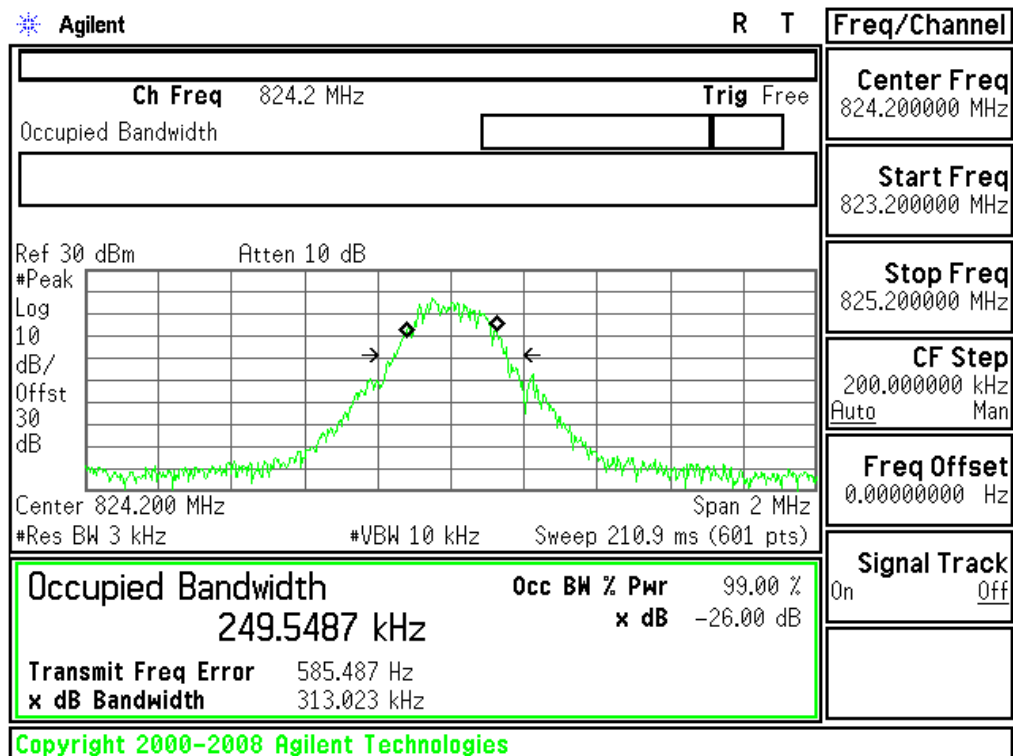 Agilent R T Freq/Channel
Ch Freq 824.2 MHz Trig Free
Occupied Bandwidth
Center Freq
824.200000 MHz
Start Freq
823.200000 MHz
Stop Freq
825.200000 MHz
CF Step
200.000000 kHz
Auto Man
Freq Offset
0.00000000 Hz
Signal Track
On Off
Ref 30 dBm Atten 10 dB
#Peak
Log
10
dB/
Offst
30
dB
Center 824.200 MHz Span 2 MHz
#Res BW 3 kHz #VBW 10 kHz Sweep 210.9 ms (601 pts)
Occupied Bandwidth Occ BW % Pwr 99.00 %
249.5487 kHz x dB -26.00 dB
Transmit Freq Error 585.487 Hz
x dB Bandwidth 313.023 kHz
Copyright 2000-2008 Agilent Technologies